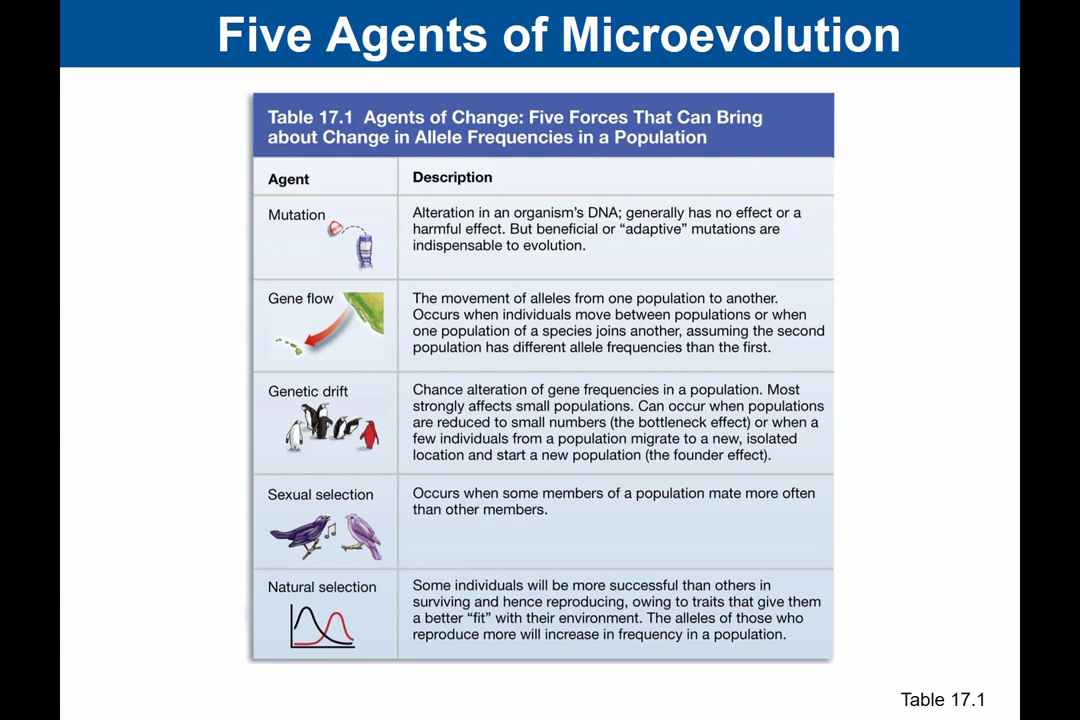 Five Agents of Microevolution
Table 17.1 Agents of Change: Five Forces That Can Bring
about Change in Allele Frequencies in a Population
Agent
Description
Mutation
Alteration in an organism's DNA; generally has no effect or a
harmful effect. But beneficial or “adaptive” mutations are
indispensable to evolution.
Gene flow
The movement of alleles from one population to another.
Occurs when individuals move between populations or when
one population of a species joins another, assuming the second
population has different allele frequencies than the first.
Genetic drift
Chance alteration of gene frequencies in a population. Most
strongly affects small populations. Can occur when populations
are reduced to small numbers (the bottleneck effect) or when a
few individuals from a population migrate to a new, isolated
location and start a new population (the founder effect).
Sexual selection
Occurs when some members of a population mate more often
than other members.
Natural selection
Some individuals will be more successful than others in
surviving and hence reproducing, owing to traits that give them
a better “fit” with their environment. The alleles of those who
reproduce more will increase in frequency in a population.
Table 17.1